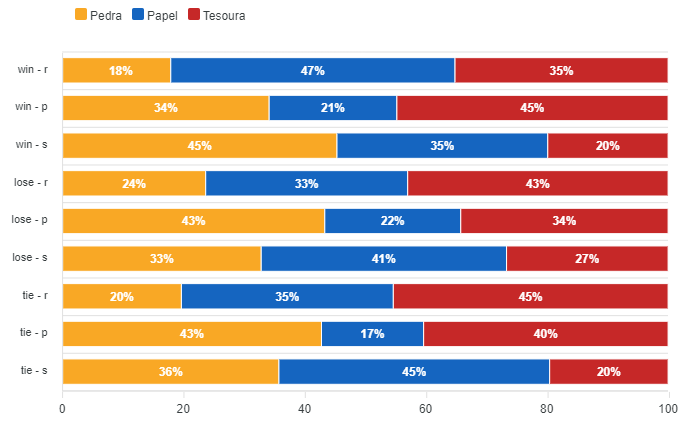 Pedra Papel Tesoura
win - r 18% 47% 35%
win - p 34% 21% 45%
win - s 45% 35% 20%
lose - r 24% 33% 43%
lose - p 43% 22% 34%
lose - s 33% 41% 27%
tie - r 20% 35% 45%
tie - p 43% 17% 40%
tie - s 36% 45% 20%
0 20 40 60 80 100